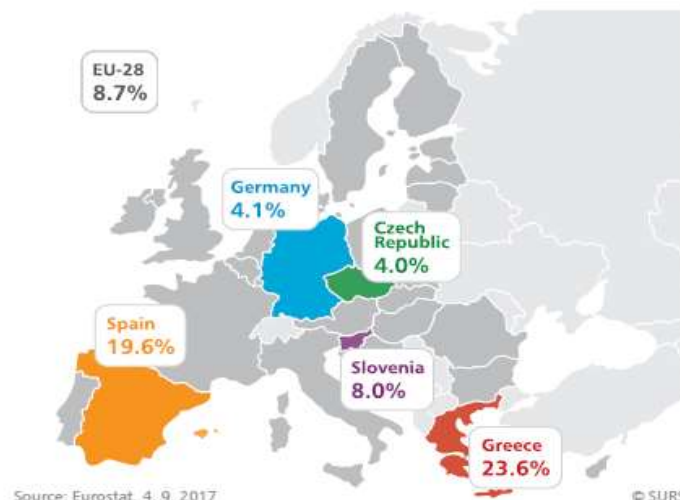 EU-28
8.7%
Germany
4.1%
Czech
Republic
4.0%
Spain
19.6%
Slovenia
8.0%
Greece
23.6%
Source: Eurostat, 4. 9. 2017
© SURS